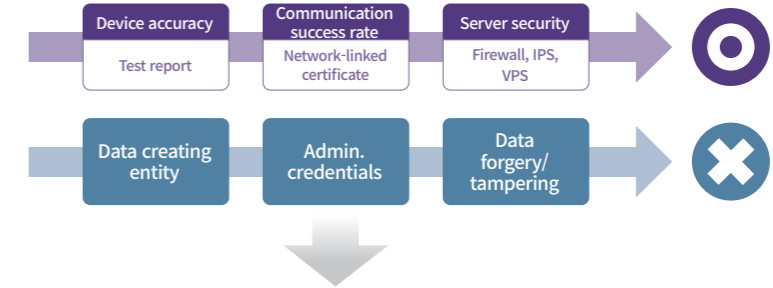 Device accuracy
Test report
Communication
success rate
Network-linked
certificate
Server security
Firewall, IPS,
VPS
Data creating
entity
Admin.
credentials
Data
forgery/
tampering